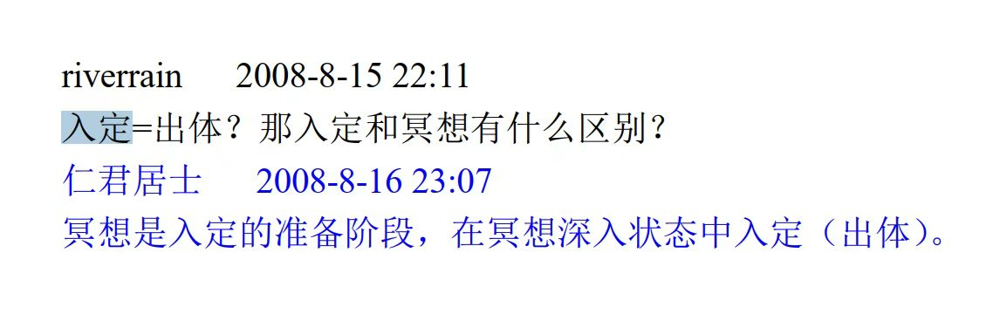 riverrain 2008-8-15 22:11
入定=出体？那入定和冥想有什么区别？
仁君居士 2008-8-16 23:07
冥想是入定的准备阶段，在冥想深入状态中入定（出体）。